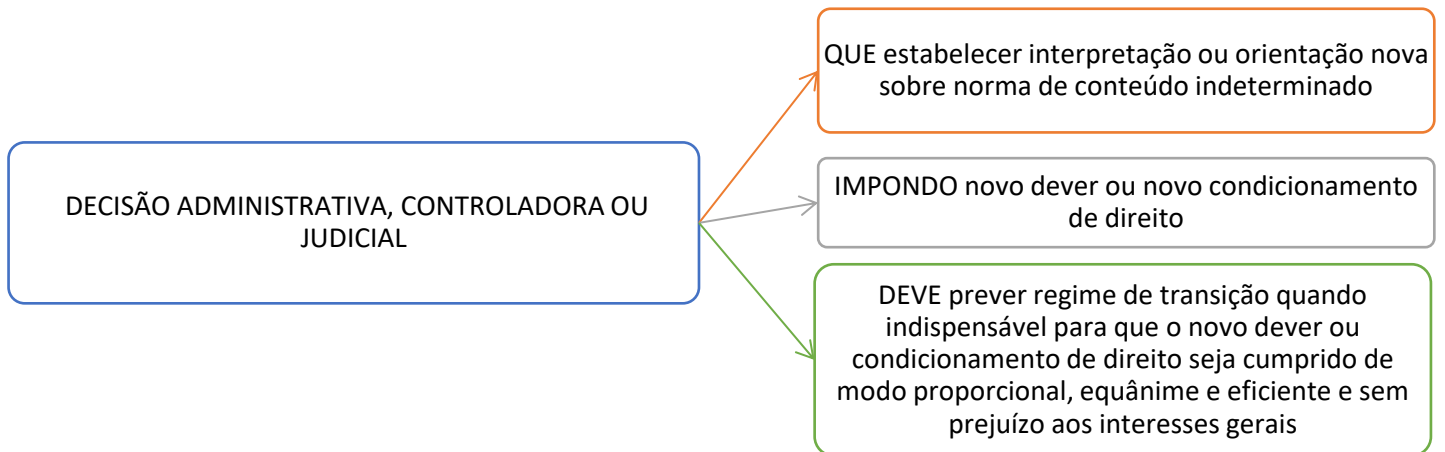 DECISÃO ADMINISTRATIVA, CONTROLADORA OU
JUDICIAL
QUE estabelecer interpretação ou orientação nova
sobre norma de conteúdo indeterminado
IMPONDO novo dever ou novo condicionamento
de direito
DEVE prever regime de transição quando
indispensável para que o novo dever ou
condicionamento de direito seja cumprido de
modo proporcional, equânime e eficiente e sem
prejuízo aos interesses gerais